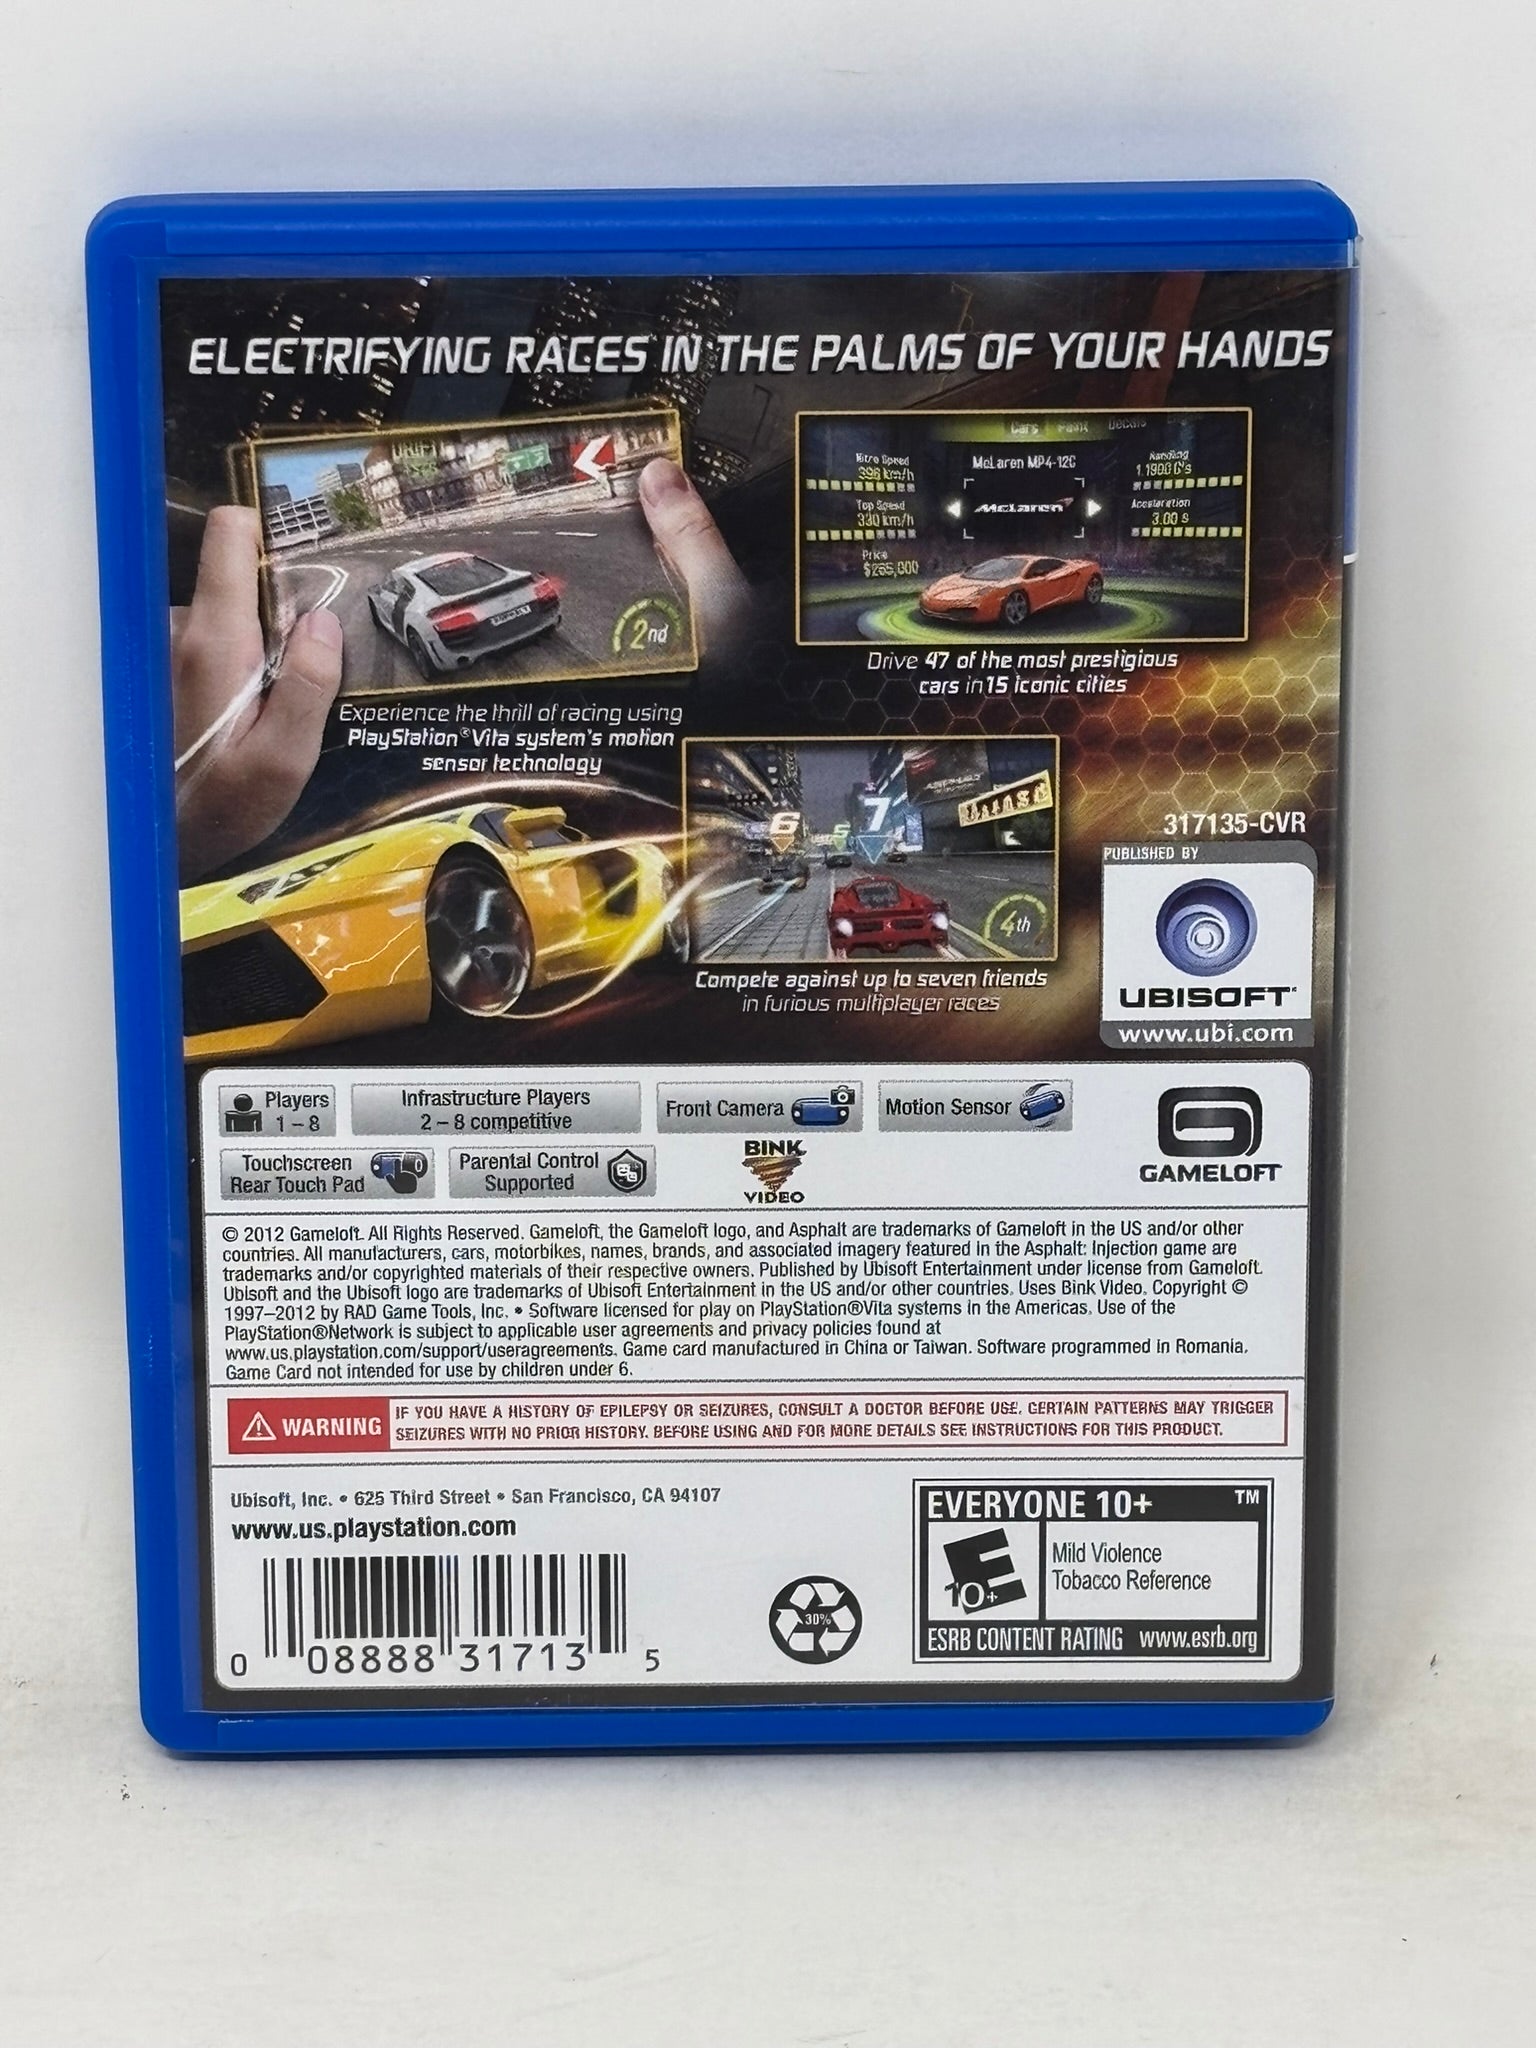 ELECTRIFYING RACES IN THE PALMS OF YOUR HANDS
DRIFT
2nd
Experience the thrill of racing using
PlayStation®Vita system's motion
sensor technology
Cars Paint Decals
Nitro Speed
396 km/h
Top Speed
330 km/h
Price
$265,000
McLaren MP4-12C
McLaren
Handling
1.1900 G's
Acceleration
3.00 s
Drive 47 of the most prestigious
cars in 15 iconic cities
6
5
7
4th
Compete against up to seven friends
in furious multiplayer races
317135-CVR
PUBLISHED BY
UBISOFT
www.ubi.com
Players
1 – 8
Infrastructure Players
2 – 8 competitive
Front Camera
Motion Sensor
Touchscreen
Rear Touch Pad
Parental Control
Supported
BINK
VIDEO
GAMELOFT
© 2012 Gameloft. All Rights Reserved. Gameloft, the Gameloft logo, and Asphalt are trademarks of Gameloft in the US and/or other
countries. All manufacturers, cars, motorbikes, names, brands, and associated imagery featured in the Asphalt: Injection game are
trademarks and/or copyrighted materials of their respective owners. Published by Ubisoft Entertainment under license from Gameloft.
Ubisoft and the Ubisoft logo are trademarks of Ubisoft Entertainment in the US and/or other countries. Uses Bink Video. Copyright ©
1997–2012 by RAD Game Tools, Inc. • Software licensed for play on PlayStation®Vita systems in the Americas. Use of the
PlayStation®Network is subject to applicable user agreements and privacy policies found at
www.us.playstation.com/support/useragreements. Game card manufactured in China or Taiwan. Software programmed in Romania.
Game Card not intended for use by children under 6.
WARNING
IF YOU HAVE A HISTORY OF EPILEPSY OR SEIZURES, CONSULT A DOCTOR BEFORE USE. CERTAIN PATTERNS MAY TRIGGER
SEIZURES WITH NO PRIOR HISTORY. BEFORE USING AND FOR MORE DETAILS SEE INSTRUCTIONS FOR THIS PRODUCT.
Ubisoft, Inc. • 625 Third Street • San Francisco, CA 94107
www.us.playstation.com
0 08888 31713 5
30%
EVERYONE 10+ TM
E
10+
Mild Violence
Tobacco Reference
ESRB CONTENT RATING www.esrb.org